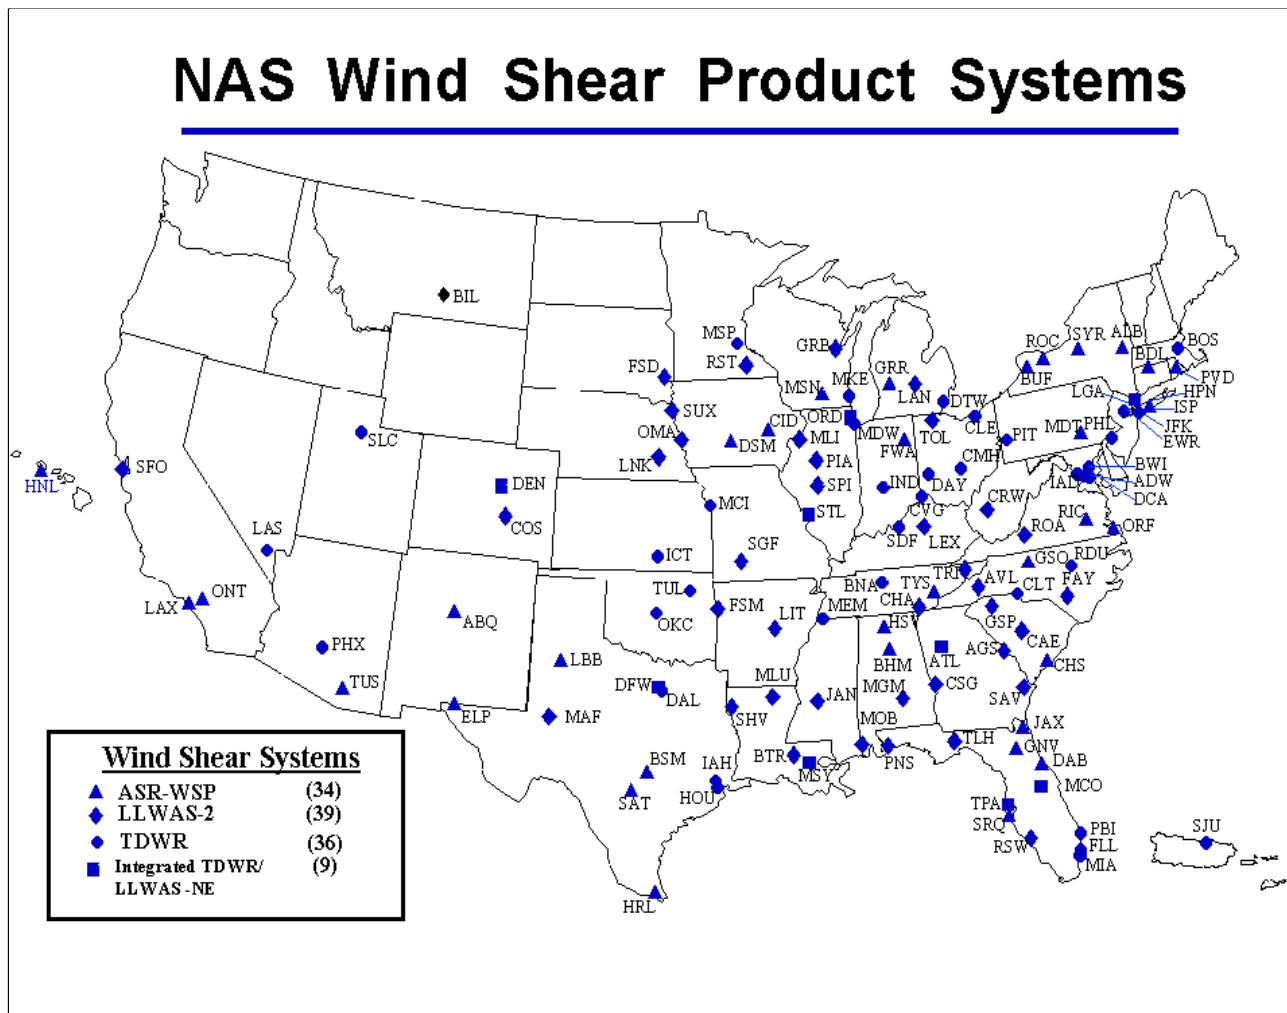 NAS Wind Shear Product Systems
BIL
MSP
RST
GRB
FSD
MSN
MKE
GRR
LAN
DTW
ROC
SYR
ALB
BOS
BUF
BDL
PVD
LGA
HPN
ISP
JFK
EWR
SUX
OMA
CID
ORD
MDW
DSM
MLI
FWA
TOL
CLE
PIT
MDT
PHL
SLC
SFO
HNL
LNK
PIA
SPI
IND
DAY
CMH
IAD
BWI
ADW
DCA
DEN
COS
MCI
STL
CVG
CRW
RIC
ORF
LAS
SDF
LEX
ROA
ICT
SGF
GSO
RDU
TUL
BNA
TYS
TRI
AVL
CLT
FAY
LAX
ONT
ABQ
OKC
FSM
LIT
MEM
CHA
HSV
GSP
CAE
PHX
LBB
BHM
ATL
AGS
CHS
TUS
DFW
DAL
MLU
MGM
CSG
SAV
ELP
MAF
SHV
JAN
MOB
JAX
TLH
GNV
BTR
MSY
PNS
DAB
BSM
IAH
MCO
SAT
HOU
TPA
SRQ
RSW
PBI
FLL
MIA
SJU
HRL
Wind Shear Systems
ASR-WSP (34)
LLWAS-2 (39)
TDWR (36)
Integrated TDWR/ (9)
LLWAS -NE